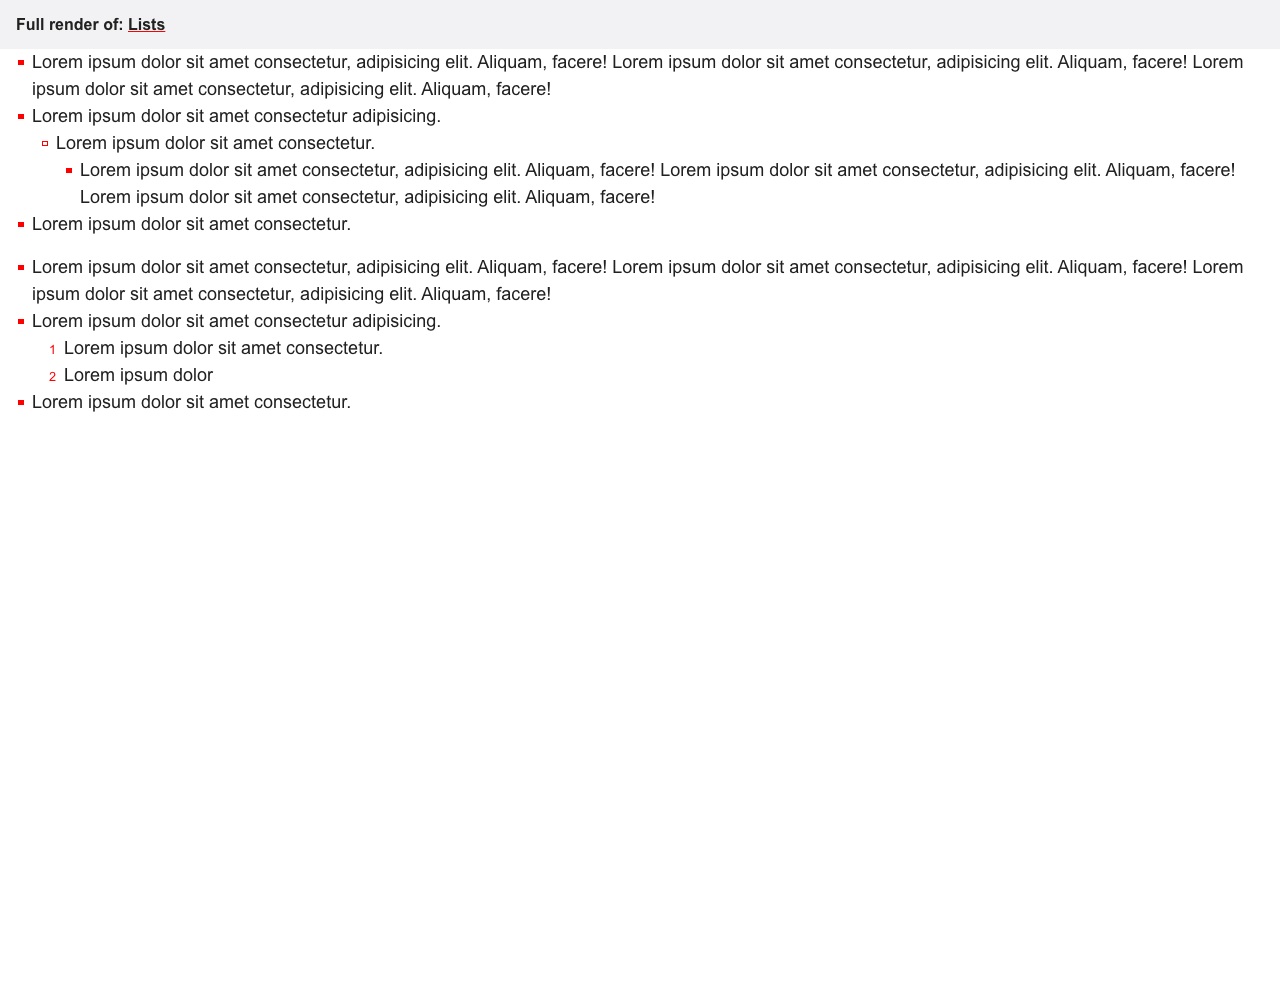 Full render of: Lists
Lorem ipsum dolor sit amet consectetur, adipisicing elit. Aliquam, facere! Lorem ipsum dolor sit amet consectetur, adipisicing elit. Aliquam, facere! Lorem
ipsum dolor sit amet consectetur, adipisicing elit. Aliquam, facere!
Lorem ipsum dolor sit amet consectetur adipisicing.
Lorem ipsum dolor sit amet consectetur.
Lorem ipsum dolor sit amet consectetur, adipisicing elit. Aliquam, facere! Lorem ipsum dolor sit amet consectetur, adipisicing elit. Aliquam, facere!
Lorem ipsum dolor sit amet consectetur, adipisicing elit. Aliquam, facere!
Lorem ipsum dolor sit amet consectetur.
Lorem ipsum dolor sit amet consectetur, adipisicing elit. Aliquam, facere! Lorem ipsum dolor sit amet consectetur, adipisicing elit. Aliquam, facere! Lorem
ipsum dolor sit amet consectetur, adipisicing elit. Aliquam, facere!
Lorem ipsum dolor sit amet consectetur adipisicing.
1 Lorem ipsum dolor sit amet consectetur.
2 Lorem ipsum dolor
Lorem ipsum dolor sit amet consectetur.